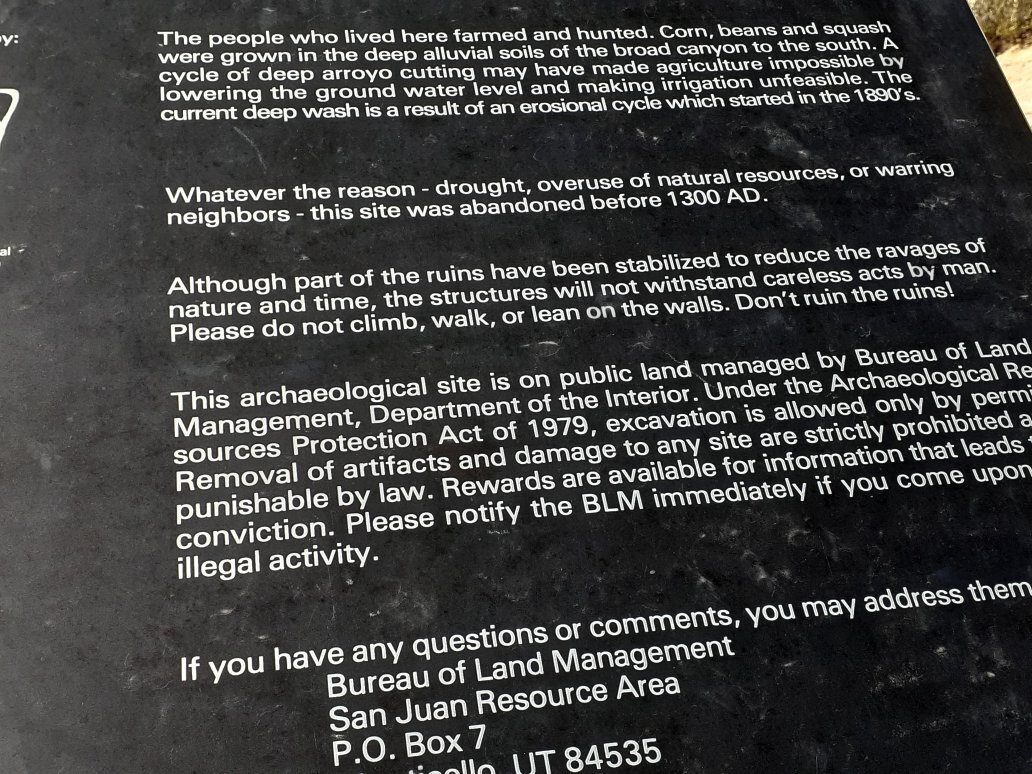 by:
The people who lived here farmed and hunted. Corn, beans and squash
were grown in the deep alluvial soils of the broad canyon to the south. A
cycle of deep arroyo cutting may have made agriculture impossible by
lowering the ground water level and making irrigation unfeasible. The
current deep wash is a result of an erosional cycle which started in the 1890's.
Whatever the reason - drought, overuse of natural resources, or warring
neighbors - this site was abandoned before 1300 AD.
al
Although part of the ruins have been stabilized to reduce the ravages of
nature and time, the structures will not withstand careless acts by man.
Please do not climb, walk, or lean on the walls. Don't ruin the ruins!
This archaeological site is on public land managed by Bureau of Land
Management, Department of the Interior. Under the Archaeological Re
sources Protection Act of 1979, excavation is allowed only by perm
Removal of artifacts and damage to any site are strictly prohibited a
punishable by law. Rewards are available for information that leads
conviction. Please notify the BLM immediately if you come upon
illegal activity.
If you have any questions or comments, you may address them
Bureau of Land Management
San Juan Resource Area
P.O. Box 7
ticello, UT 84535